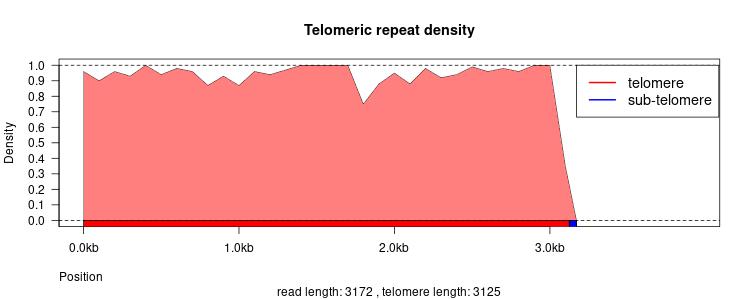 Telomeric repeat density
1.0
0.9
0.8
0.7
0.6
0.5
0.4
0.3
0.2
0.1
0.0
Density
telomere
sub-telomere
0.0kb 1.0kb 2.0kb 3.0kb
Position
read length: 3172 , telomere length: 3125